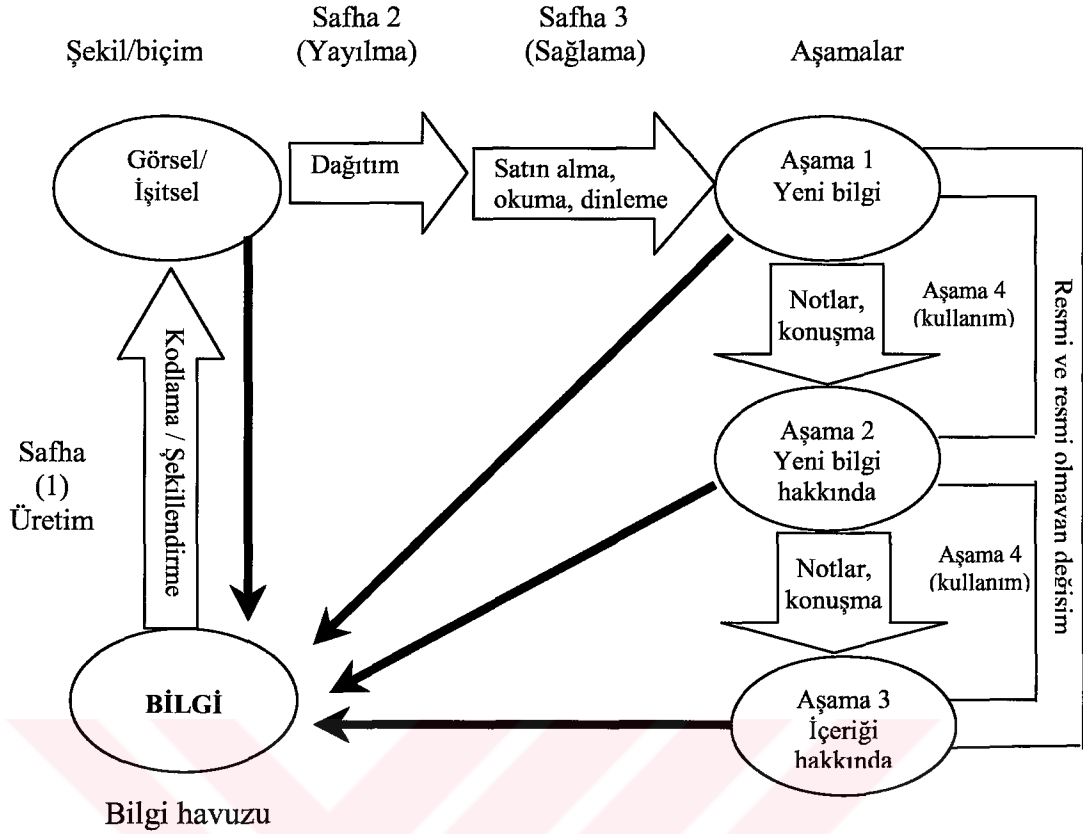 Şekil/biçim
Safha 2
(Yayılma)
Safha 3
(Sağlama)
Aşamalar
Görsel/
İşitsel
Dağıtım
Satın alma,
okuma, dinleme
Aşama 1
Yeni bilgi
Notlar,
konuşma
Aşama 4
(kullanım)
Resmi ve resmi olmayan değişim
Kodlama / Şekillendirme
Safha
(1)
Üretim
Aşama 2
Yeni bilgi
hakkında
Notlar,
konuşma
Aşama 4
(kullanım)
BİLGİ
Aşama 3
İçeriği
hakkında
Bilgi havuzu